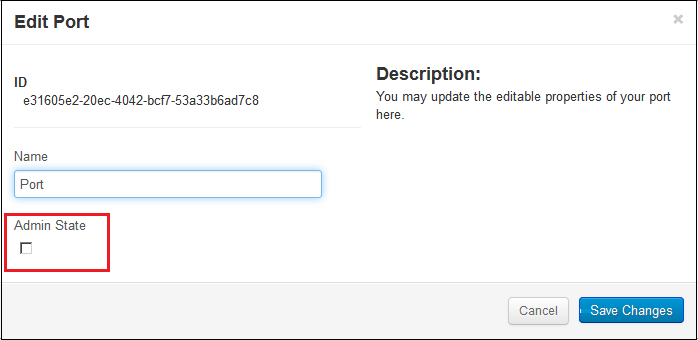 Edit Port
×
ID
e31605e2-20ec-4042-bcf7-53a33b6ad7c8
Name
Port
Admin State
Description:
You may update the editable properties of your port
here.
Cancel
Save Changes